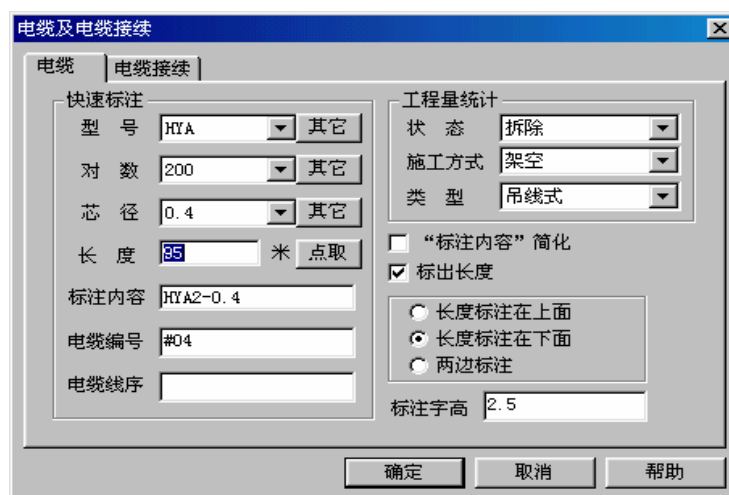 电缆及电缆接续
电缆
电缆接续
快速标注
型 号 HYA 其它
对 数 200 其它
芯 径 0.4 其它
长 度 95 米 点取
标注内容 HYA2-0.4
电缆编号 #04
电缆线序
工程量统计
状 态 拆除
施工方式 架空
类 型 吊线式
“标注内容”简化
标出长度
长度标注在上面
长度标注在下面
两边标注
标注字高 2.5
确定
取消
帮助